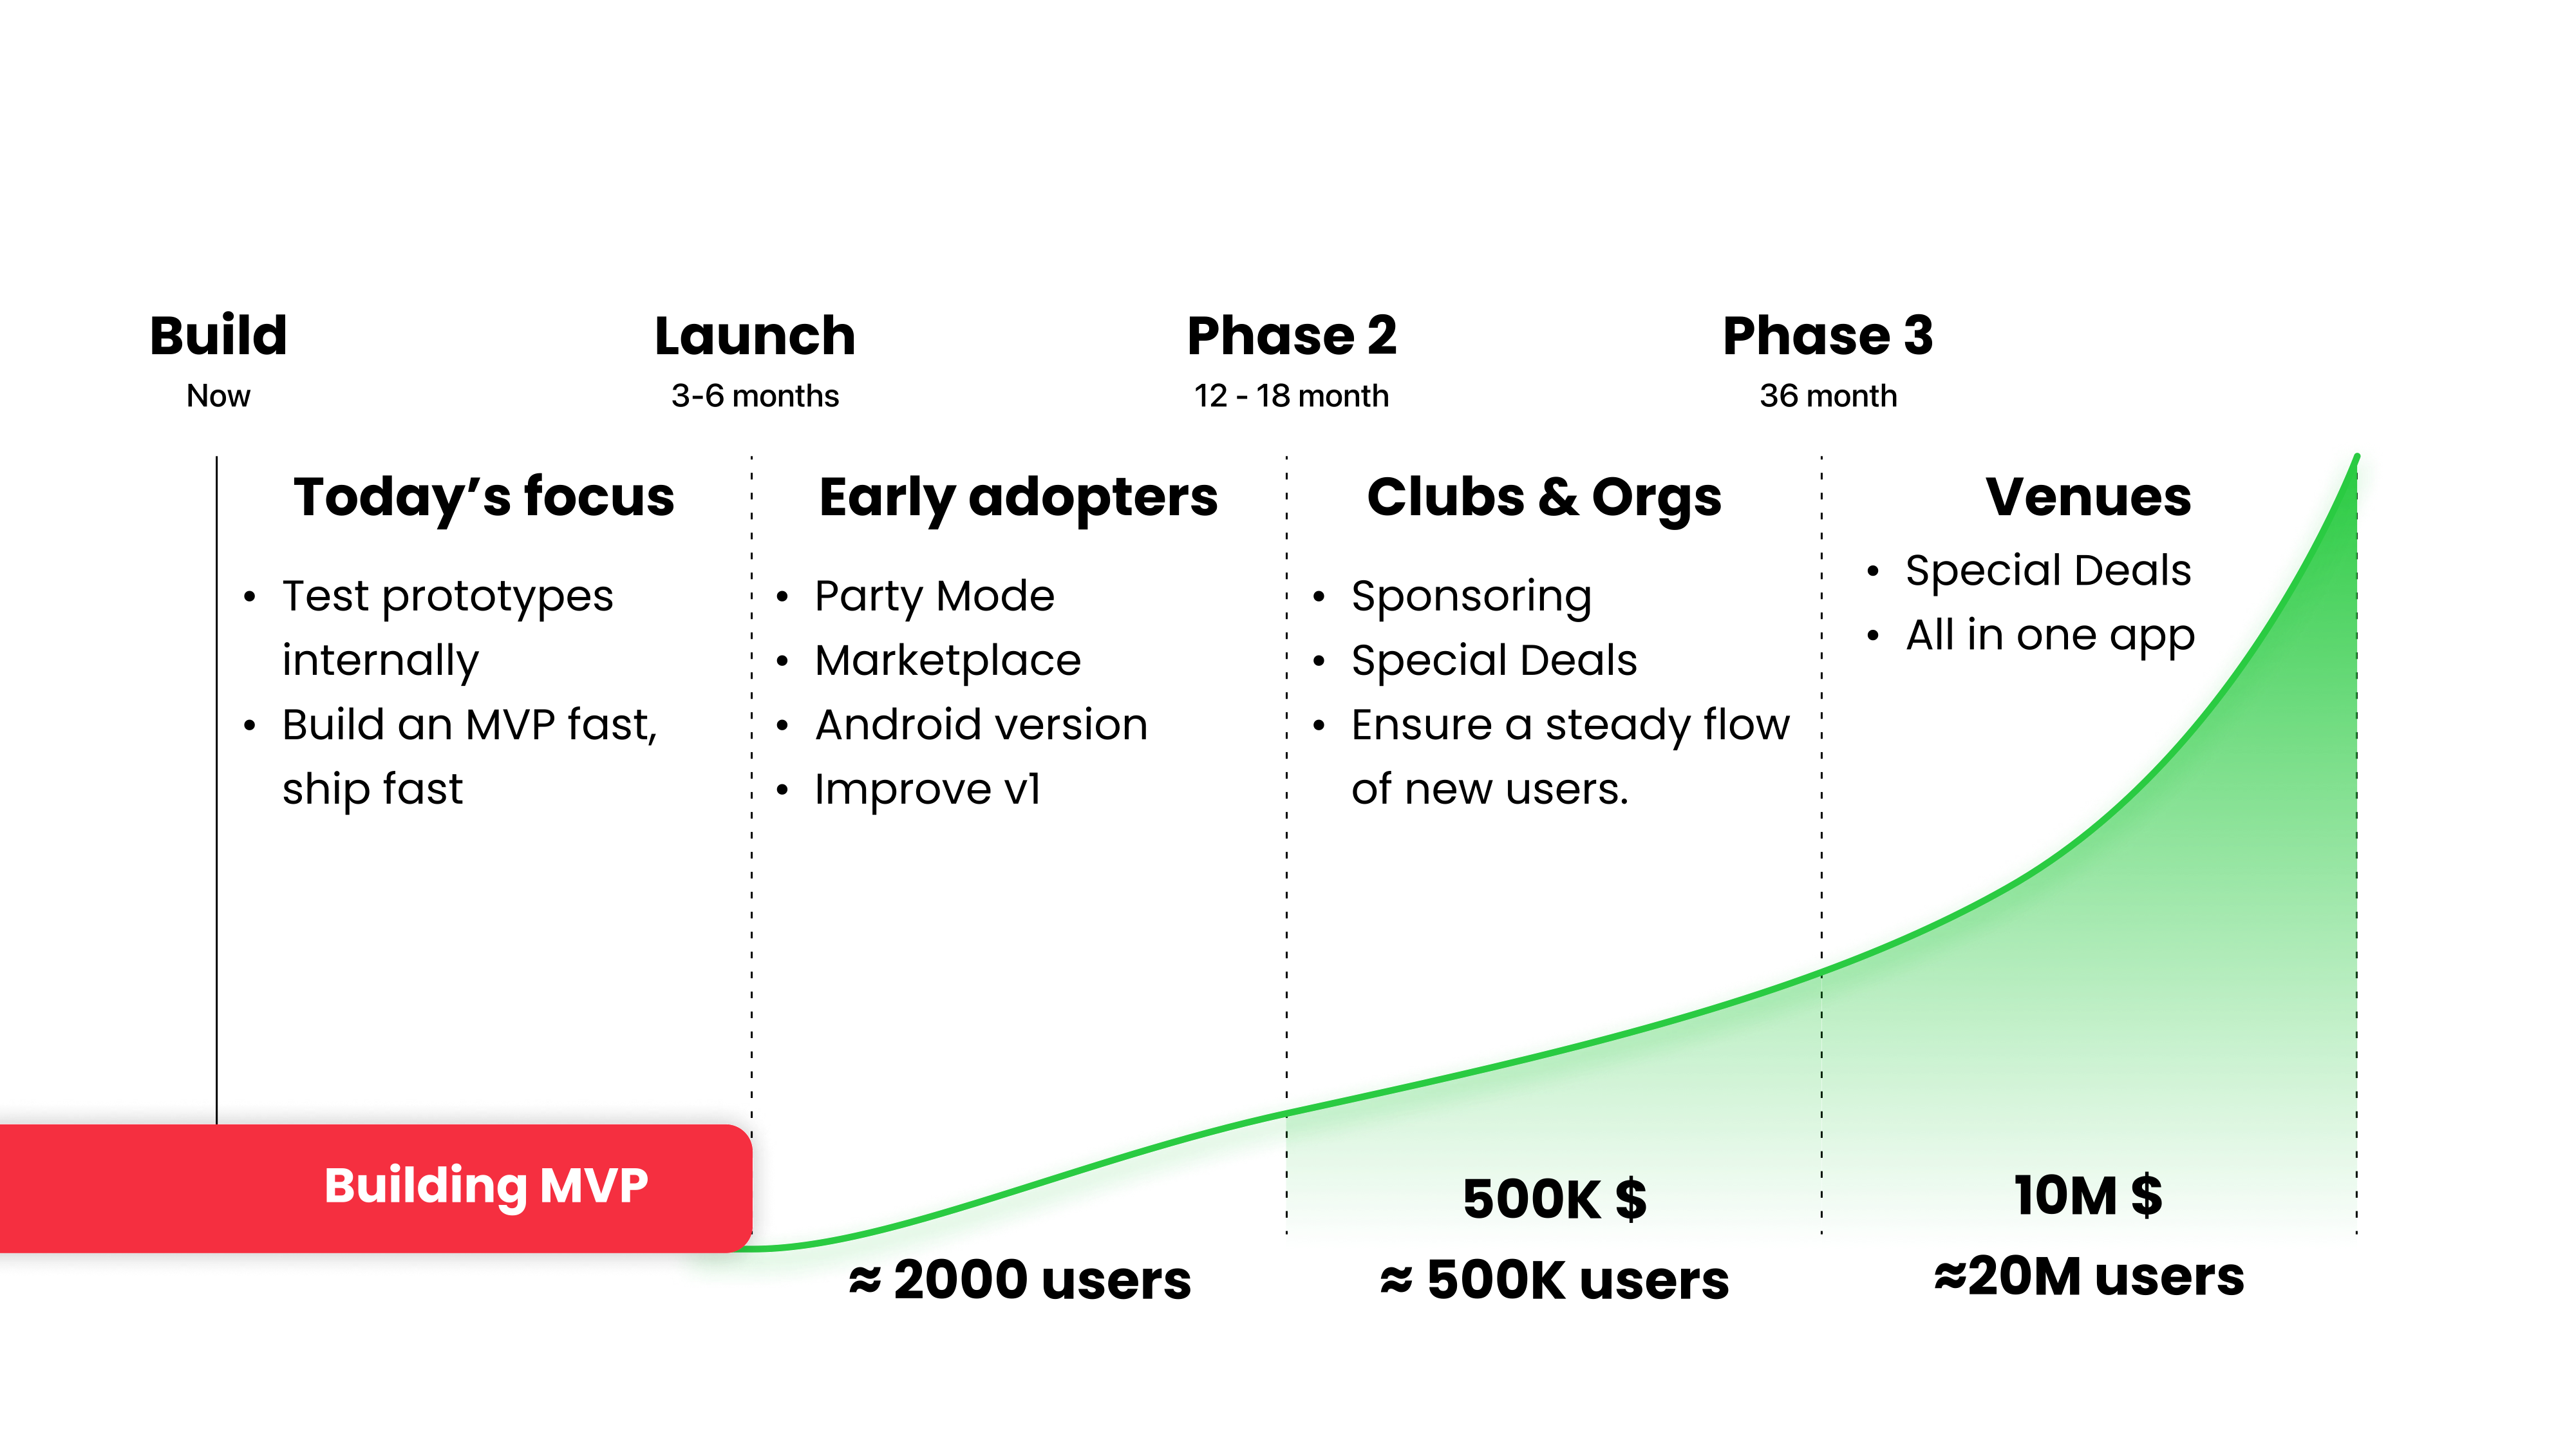 Build
Now
Launch
3-6 months
Phase 2
12 - 18 month
Phase 3
36 month
Today’s focus
• Test prototypes
internally
• Build an MVP fast,
ship fast
Early adopters
• Party Mode
• Marketplace
• Android version
• Improve v1
Clubs & Orgs
• Sponsoring
• Special Deals
• Ensure a steady flow
of new users.
Venues
• Special Deals
• All in one app
Building MVP
≈ 2000 users
500K $
≈ 500K users
10M $
≈20M users